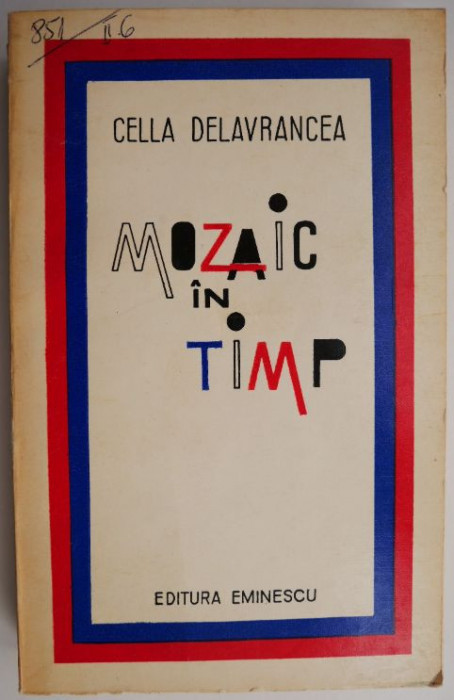 851 / II.6
CELLA DELAVRANCEA
MOZAIC
ÎN
TIMP
EDITURA EMINESCU